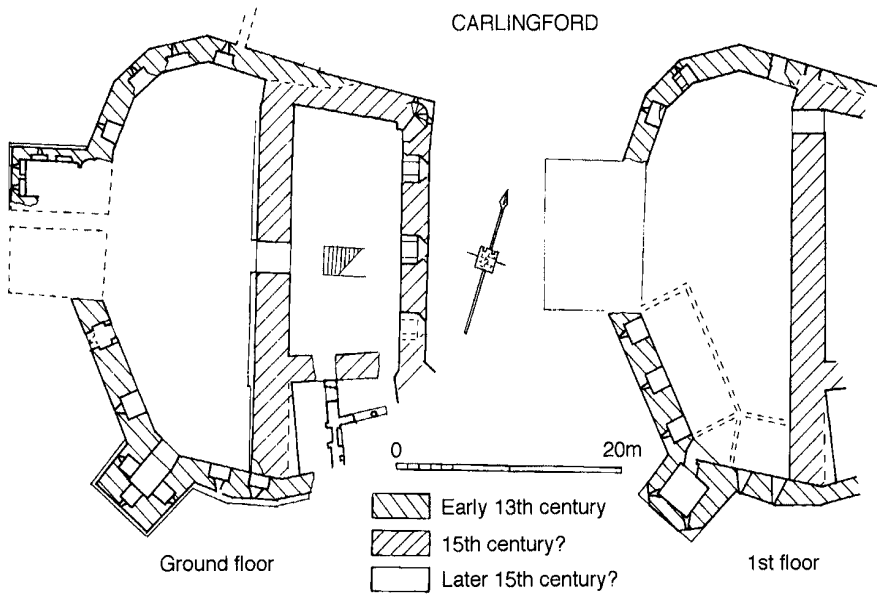 CARLINGFORD
0 20m
Early 13th century
15th century?
Later 15th century?
Ground floor
1st floor